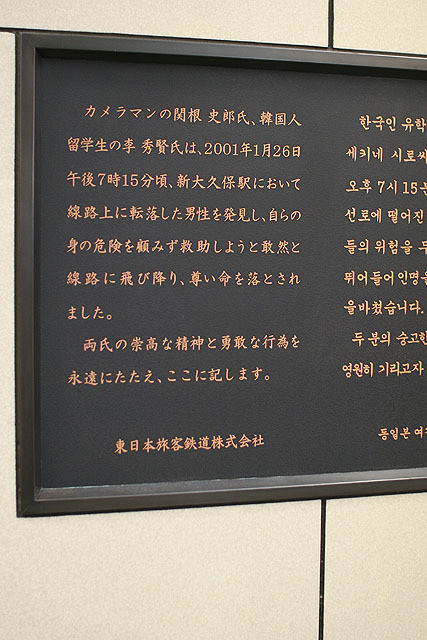 カメラマンの関根 史郎氏、韓国人
留学生の李 秀賢氏は、2001年1月26日
午後7時15分頃、新大久保駅において
線路上に転落した男性を発見し、自らの
身の危険を顧みず救助しようと敢然と
線路に飛び降り、尊い命を落とされ
ました。
両氏の崇高な精神と勇敢な行為を
永遠にたたえ、ここに記します。
東日本旅客鉄道株式会社
한국인 유학
세키네 시로씨
오후 7시 15분
선로에 떨어진
들의 위험을 무
뛰어들어 인명을
을바쳤습니다.
두 분의 숭고한
영원히 기리고자
동일본 여객